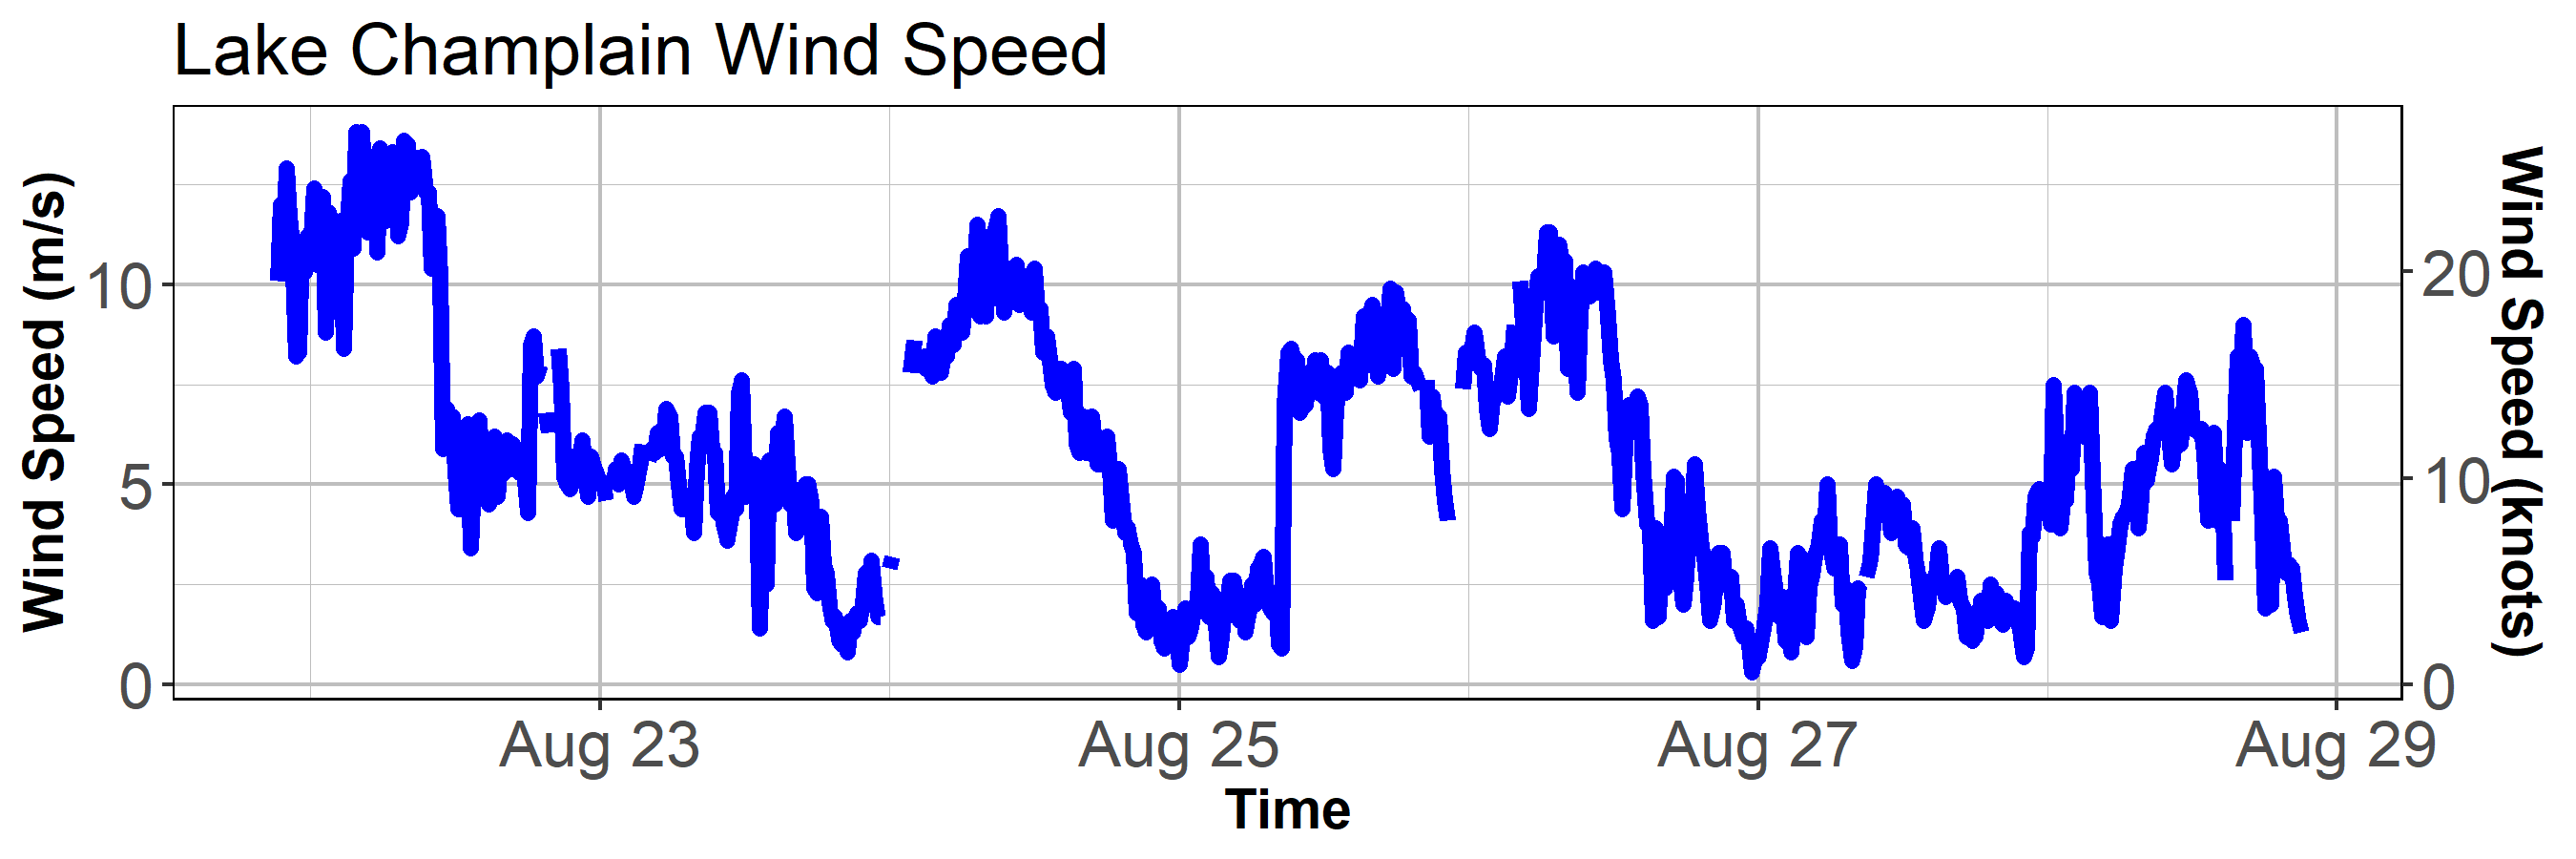 Lake Champlain Wind Speed
Wind Speed (m/s)
10
5
0
20
10
0
Wind Speed (knots)
Aug 23
Aug 25
Aug 27
Aug 29
Time